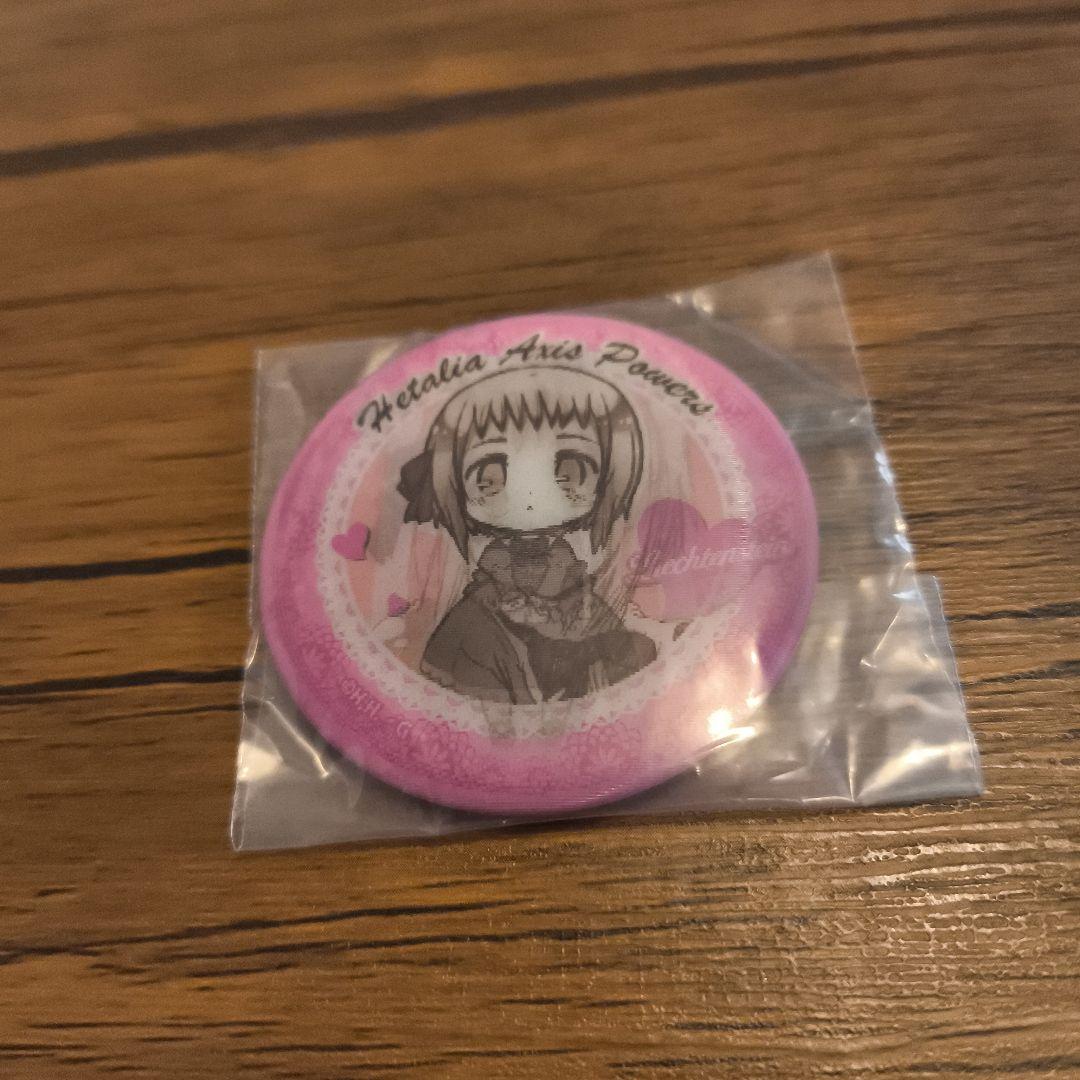 Hetalia Axis Powers
Liechtenstein
©H.H